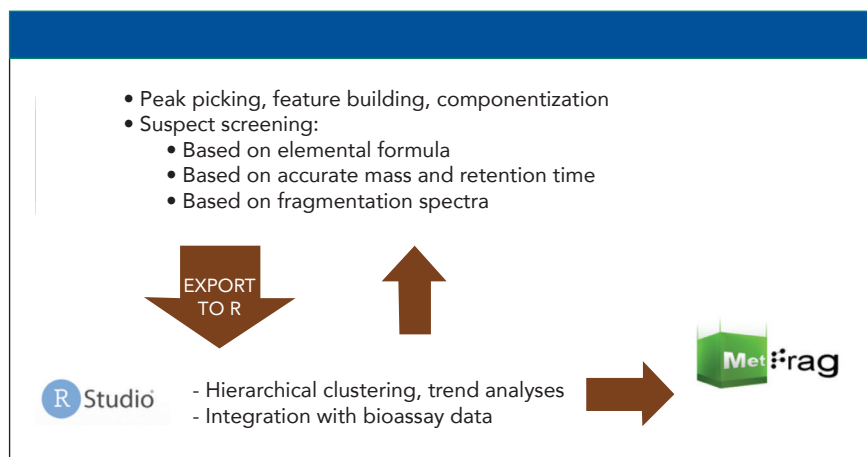 • Peak picking, feature building, componentization
• Suspect screening:
• Based on elemental formula
• Based on accurate mass and retention time
• Based on fragmentation spectra
EXPORT
TO R
R Studio
- Hierarchical clustering, trend analyses
- Integration with bioassay data
MetFrag